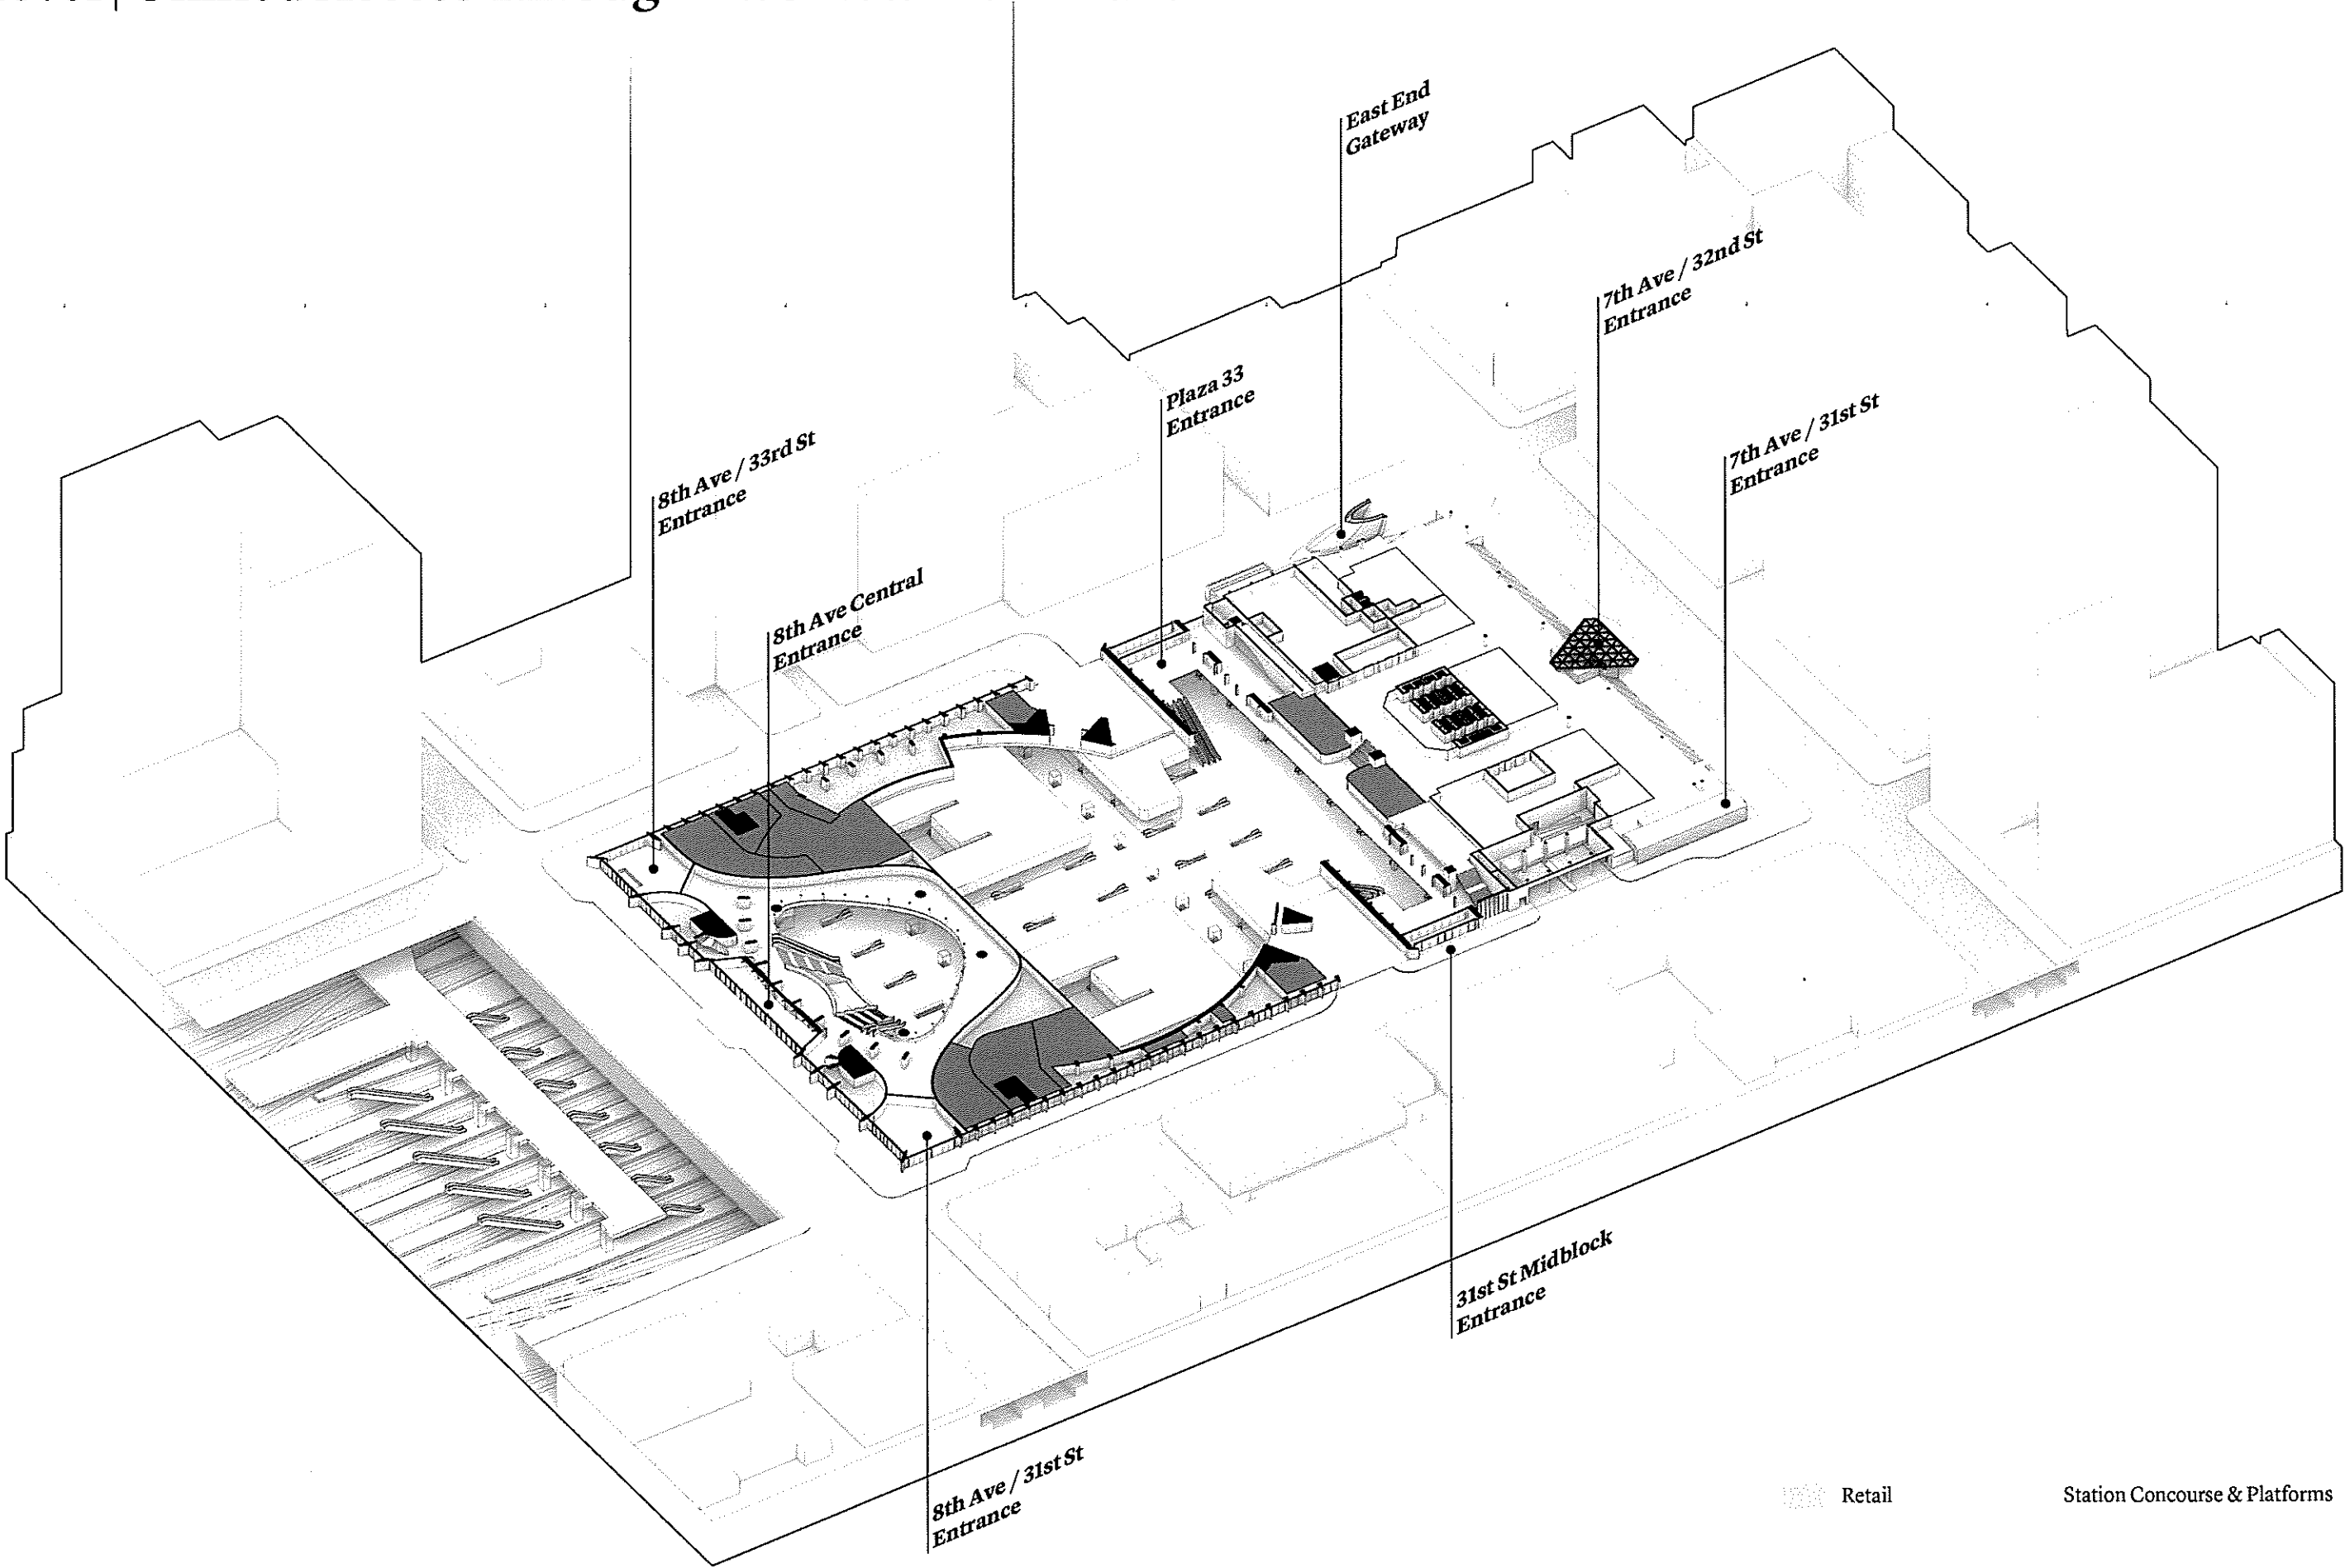 East End
Gateway
7th Ave / 32nd St
Entrance
Plaza 33
Entrance
7th Ave / 31st St
Entrance
8th Ave / 33rd St
Entrance
8th Ave Central
Entrance
31st St Midblock
Entrance
8th Ave / 31st St
Entrance
Retail
Station Concourse & Platforms